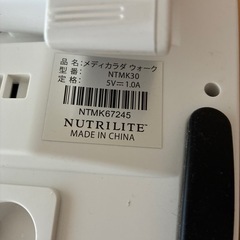 品名: メディカラダ ウォーク
型番: NTMK30
定格: 5V⎓1.0A
NTMK67245
NUTRILITE™
MADE IN CHINA